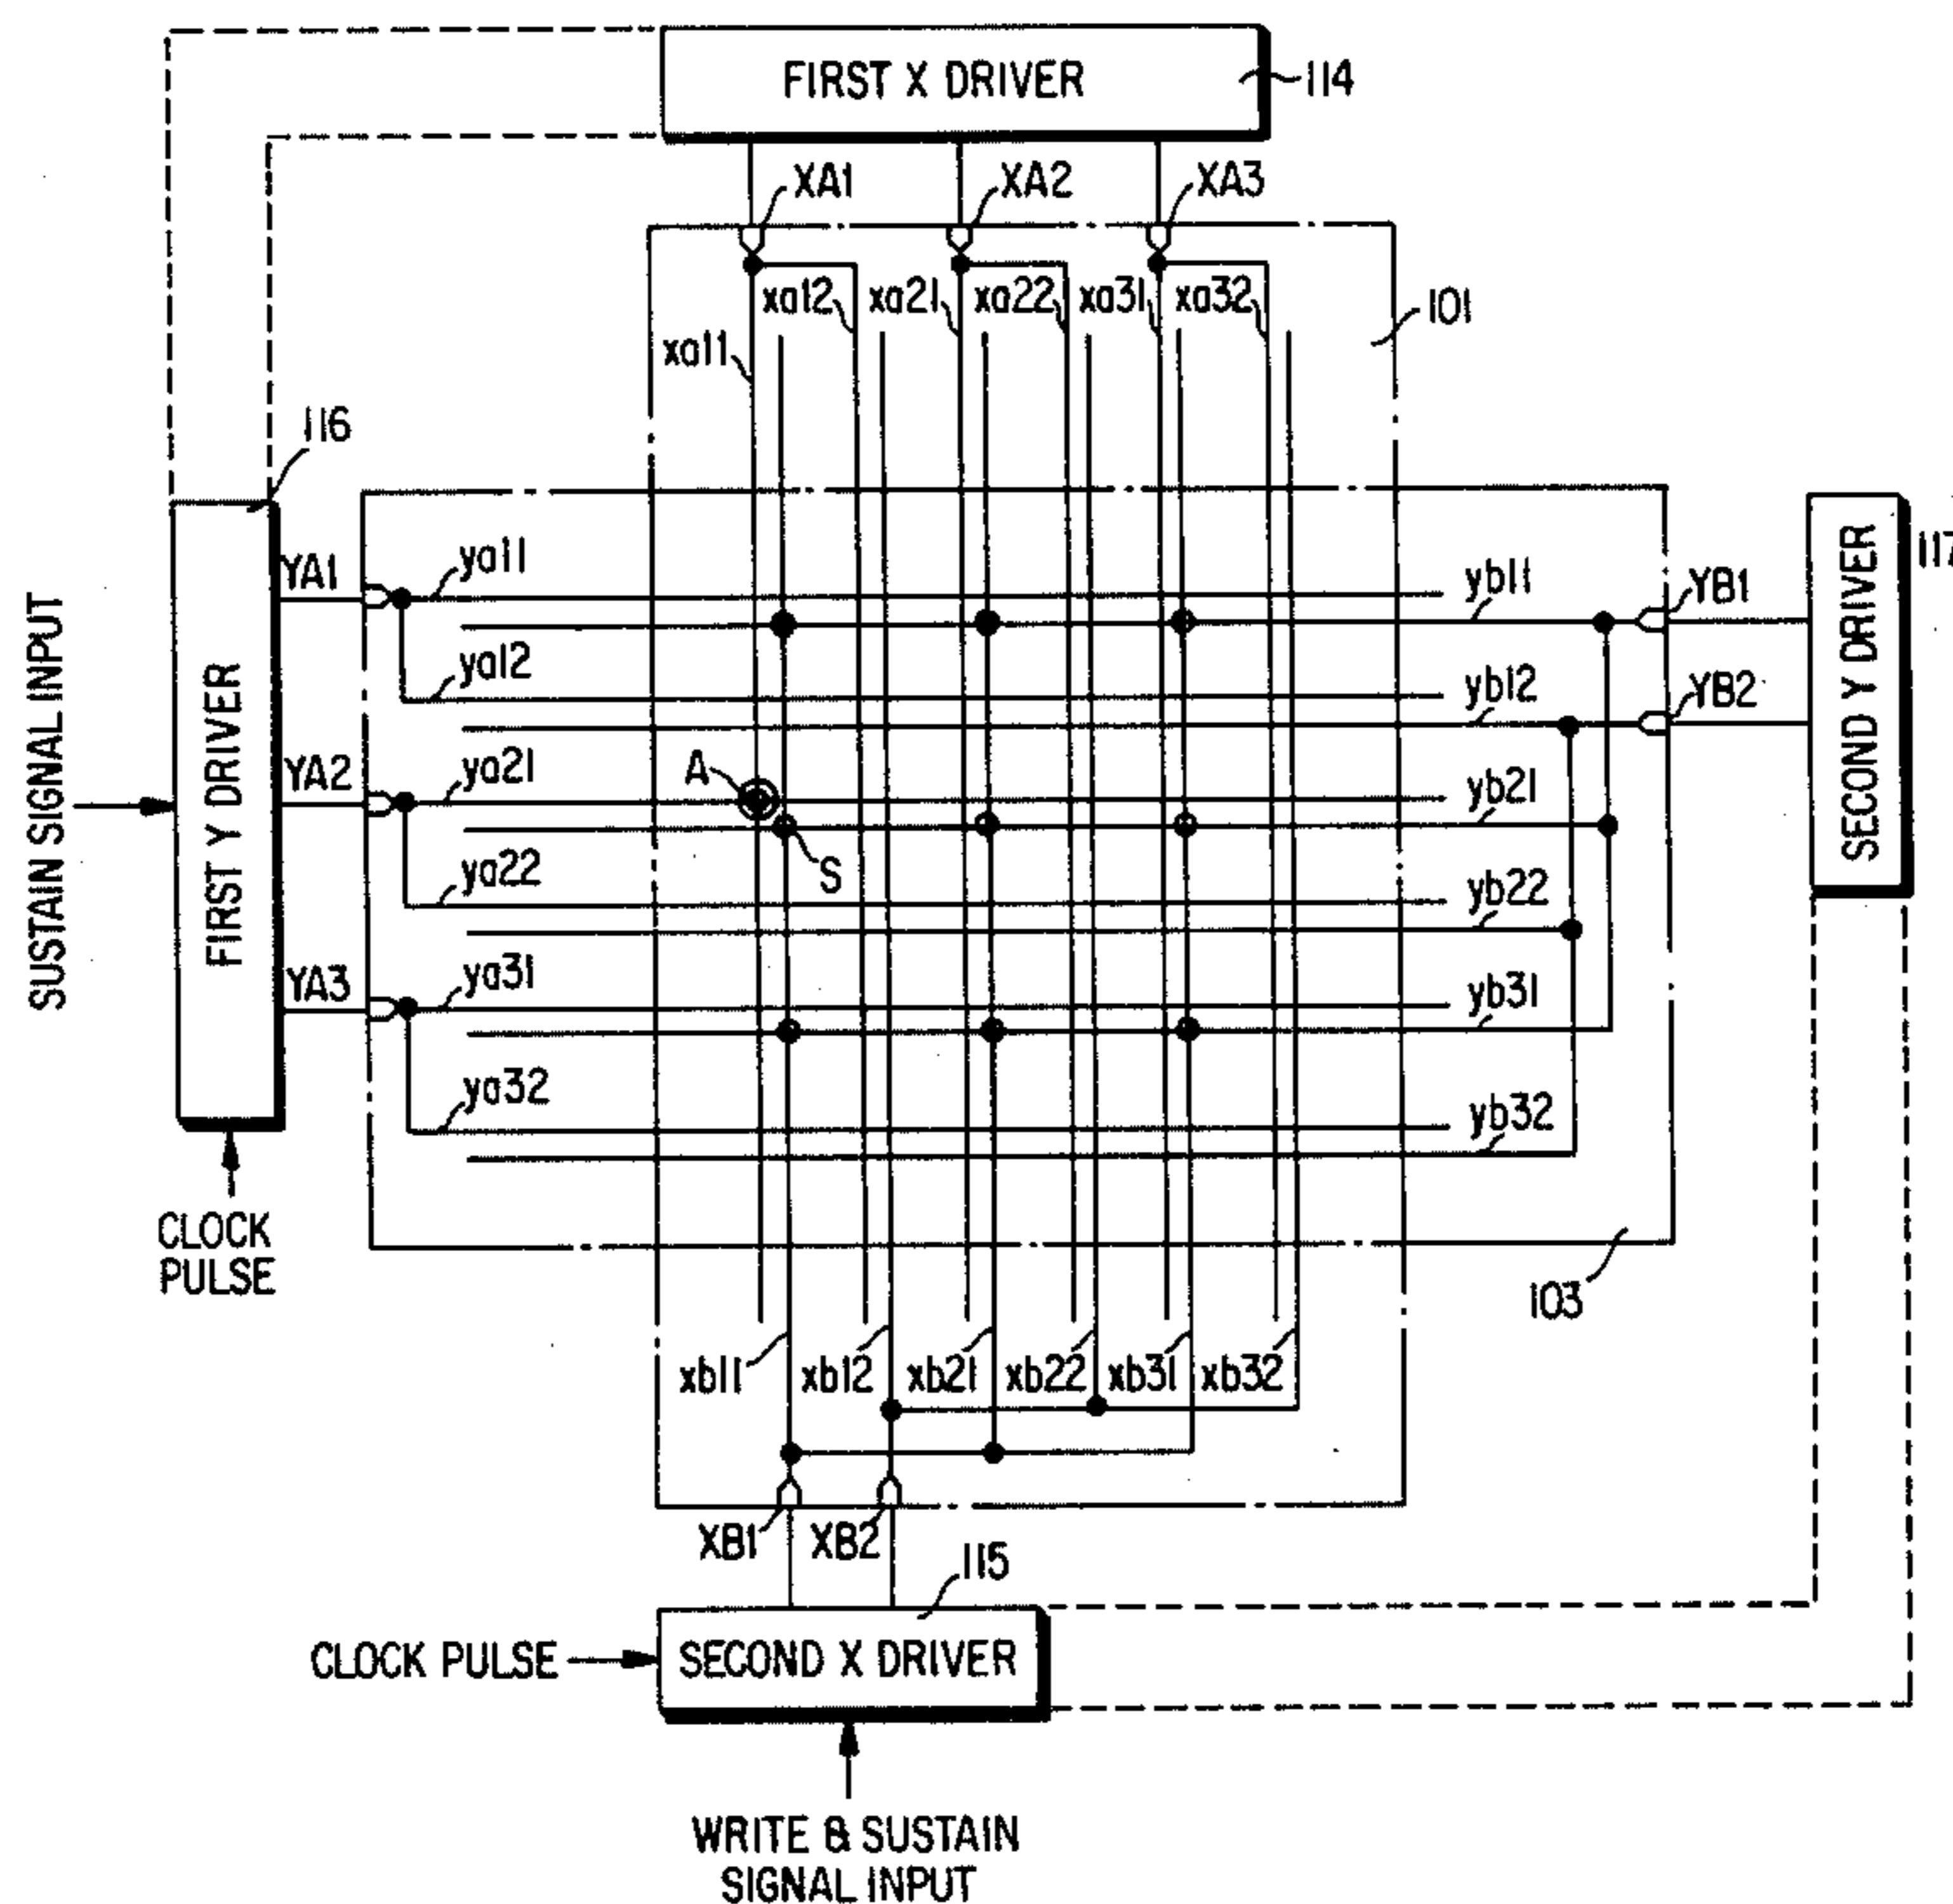 FIRST X DRIVER
114
XA1
XA2
XA3
xa12
xa21
xa22
xa31
xa32
101
xa11
116
SUSTAIN SIGNAL INPUT
FIRST Y DRIVER
YA1
ya11
yb11
YB1
SECOND Y DRIVER
117
ya12
yb12
YB2
YA2
ya21
A
yb21
S
ya22
yb22
YA3
ya31
yb31
ya32
yb32
CLOCK
PULSE
103
xb11
xb12
xb21
xb22
xb31
xb32
XB1
XB2
115
CLOCK PULSE
SECOND X DRIVER
WRITE & SUSTAIN
SIGNAL INPUT